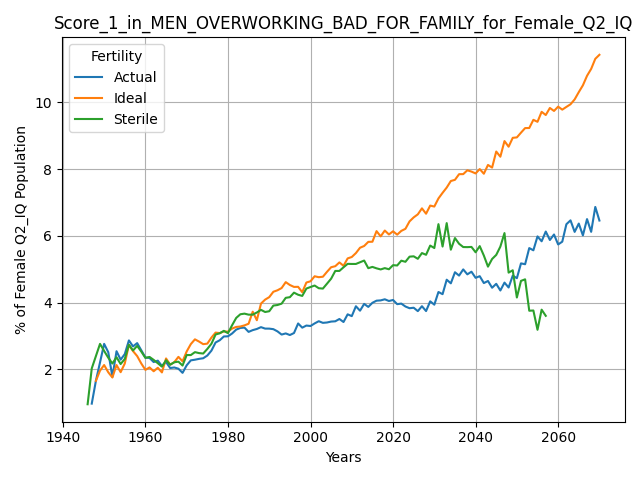 Score_1_in_MEN_OVERWORKING_BAD_FOR_FAMILY_for_Female_Q2_IQ
Fertility
Actual
Ideal
Sterile
% of Female Q2_IQ Population
10
8
6
4
2
1940 1960 1980 2000 2020 2040 2060
Years